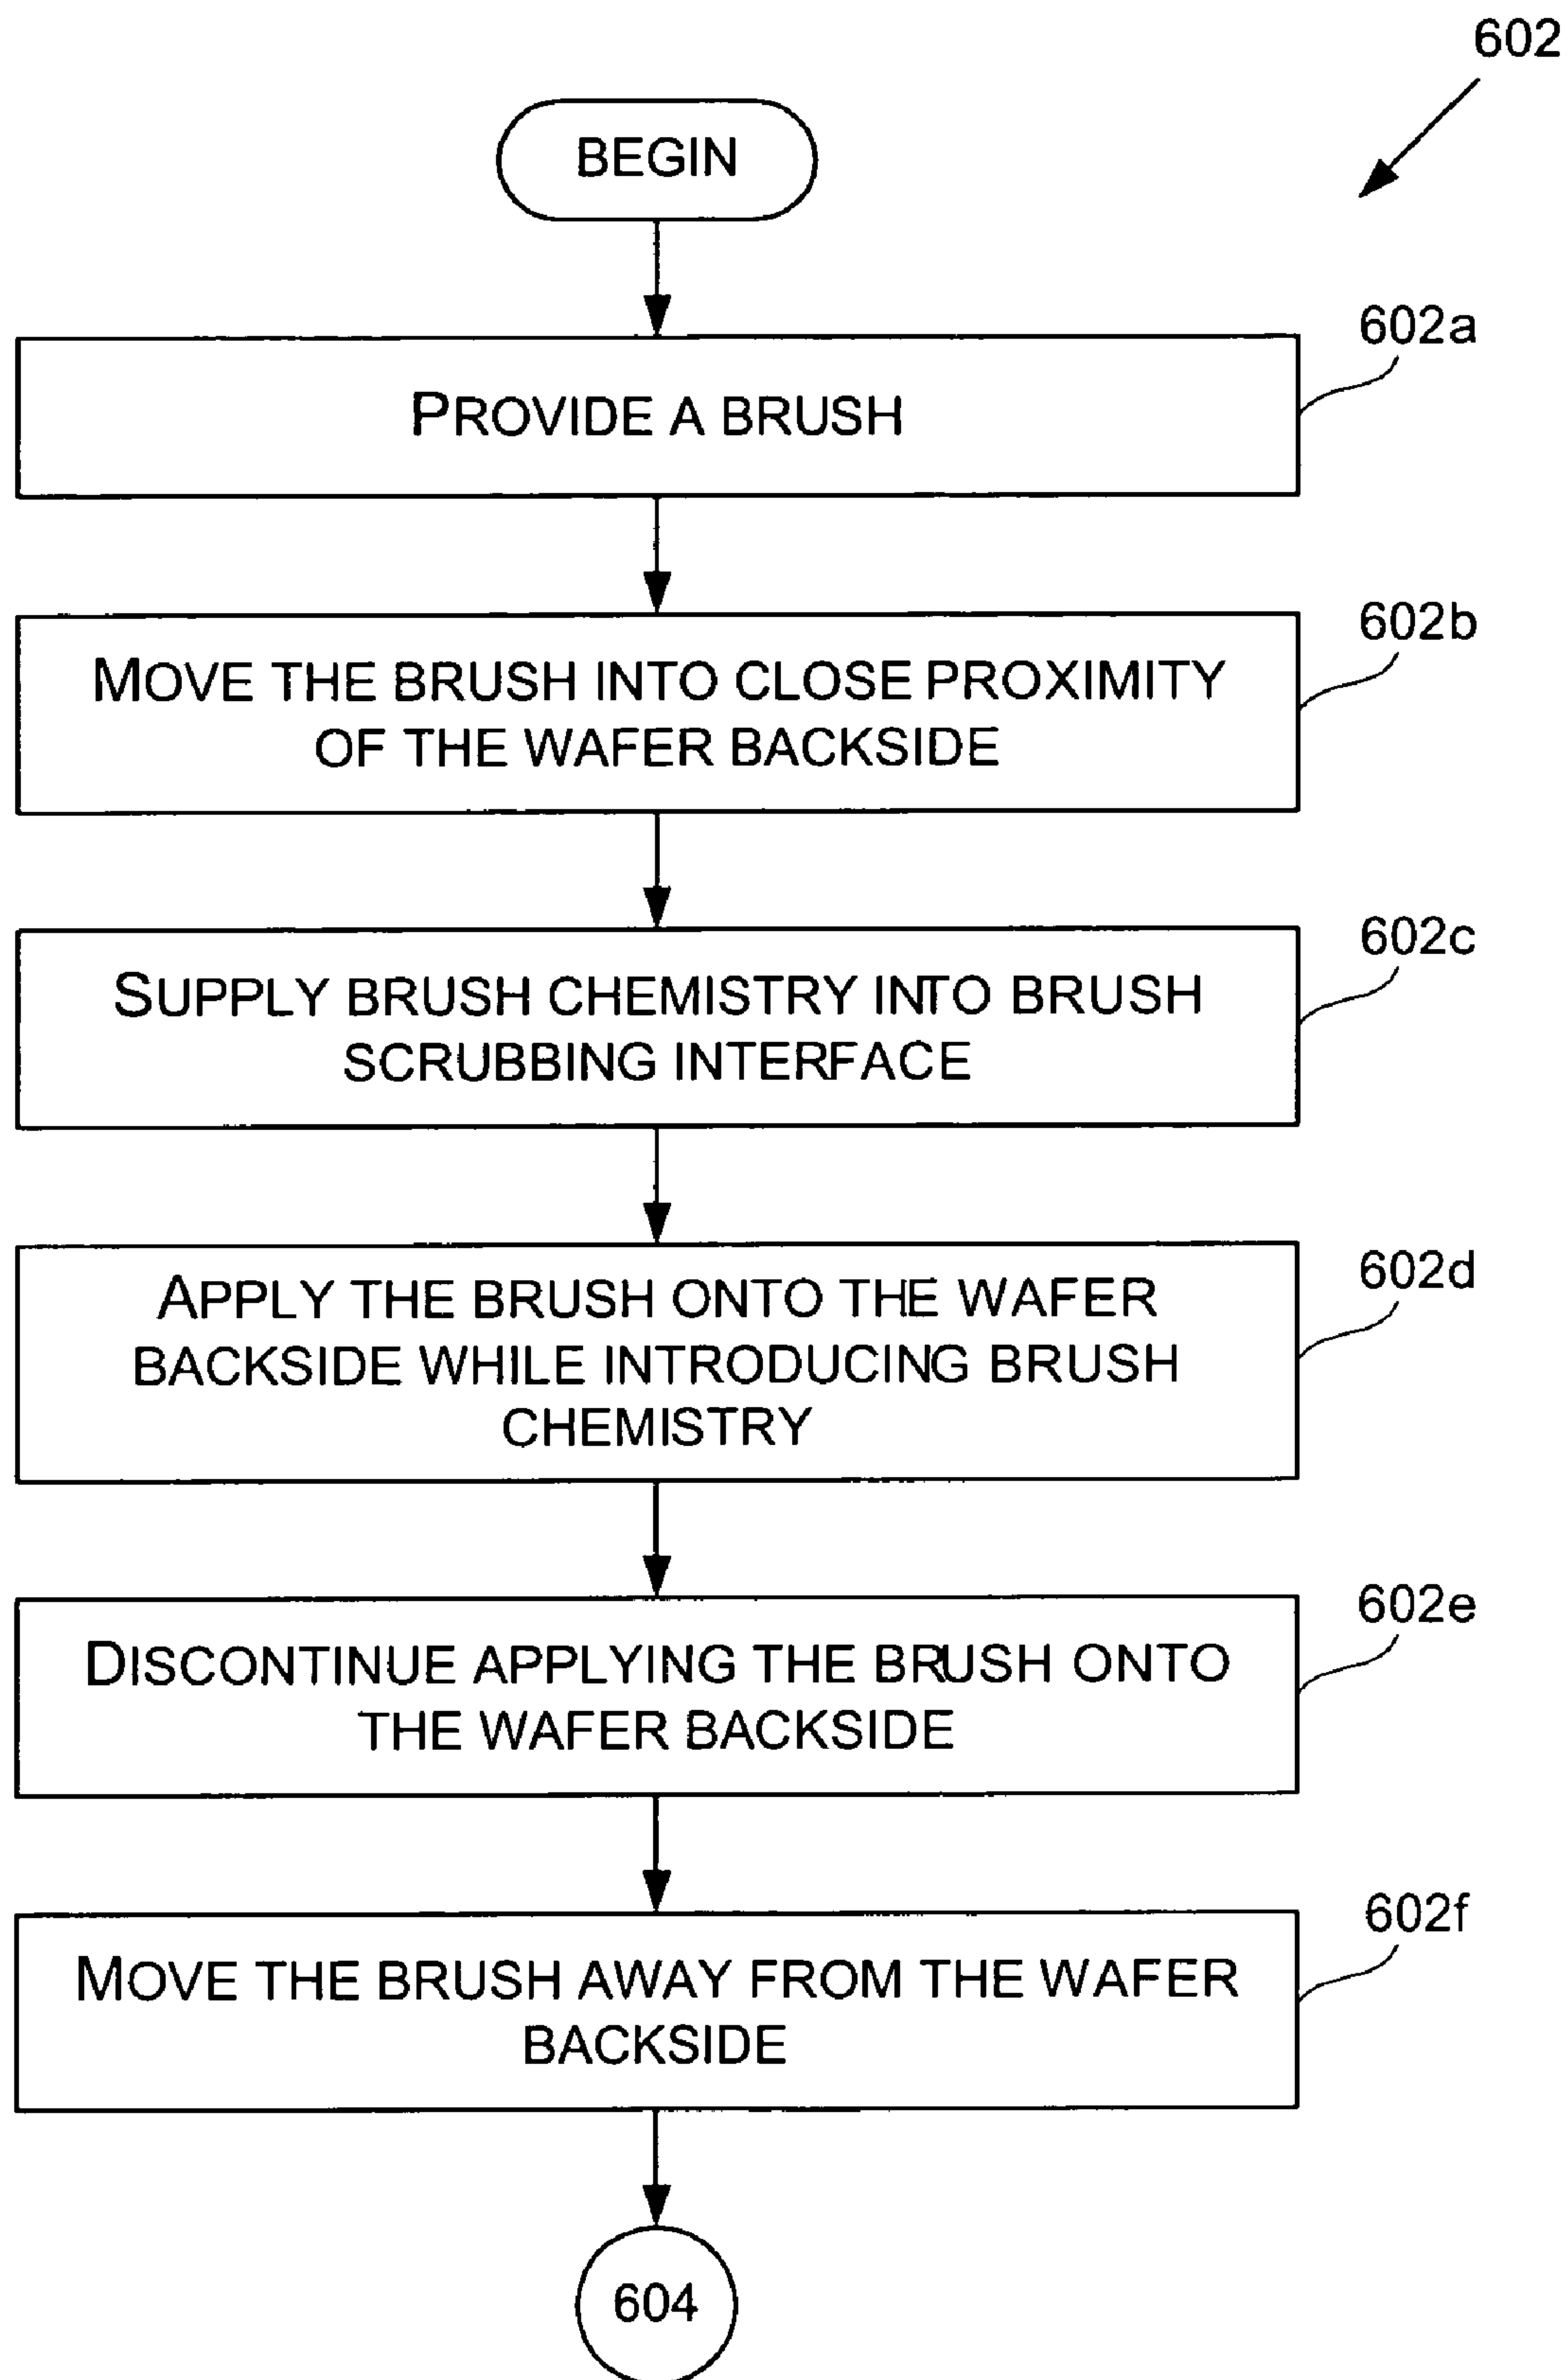 602
BEGIN
602a
PROVIDE A BRUSH
602b
MOVE THE BRUSH INTO CLOSE PROXIMITY
OF THE WAFER BACKSIDE
602c
SUPPLY BRUSH CHEMISTRY INTO BRUSH
SCRUBBING INTERFACE
602d
APPLY THE BRUSH ONTO THE WAFER
BACKSIDE WHILE INTRODUCING BRUSH
CHEMISTRY
602e
DISCONTINUE APPLYING THE BRUSH ONTO
THE WAFER BACKSIDE
602f
MOVE THE BRUSH AWAY FROM THE WAFER
BACKSIDE
604